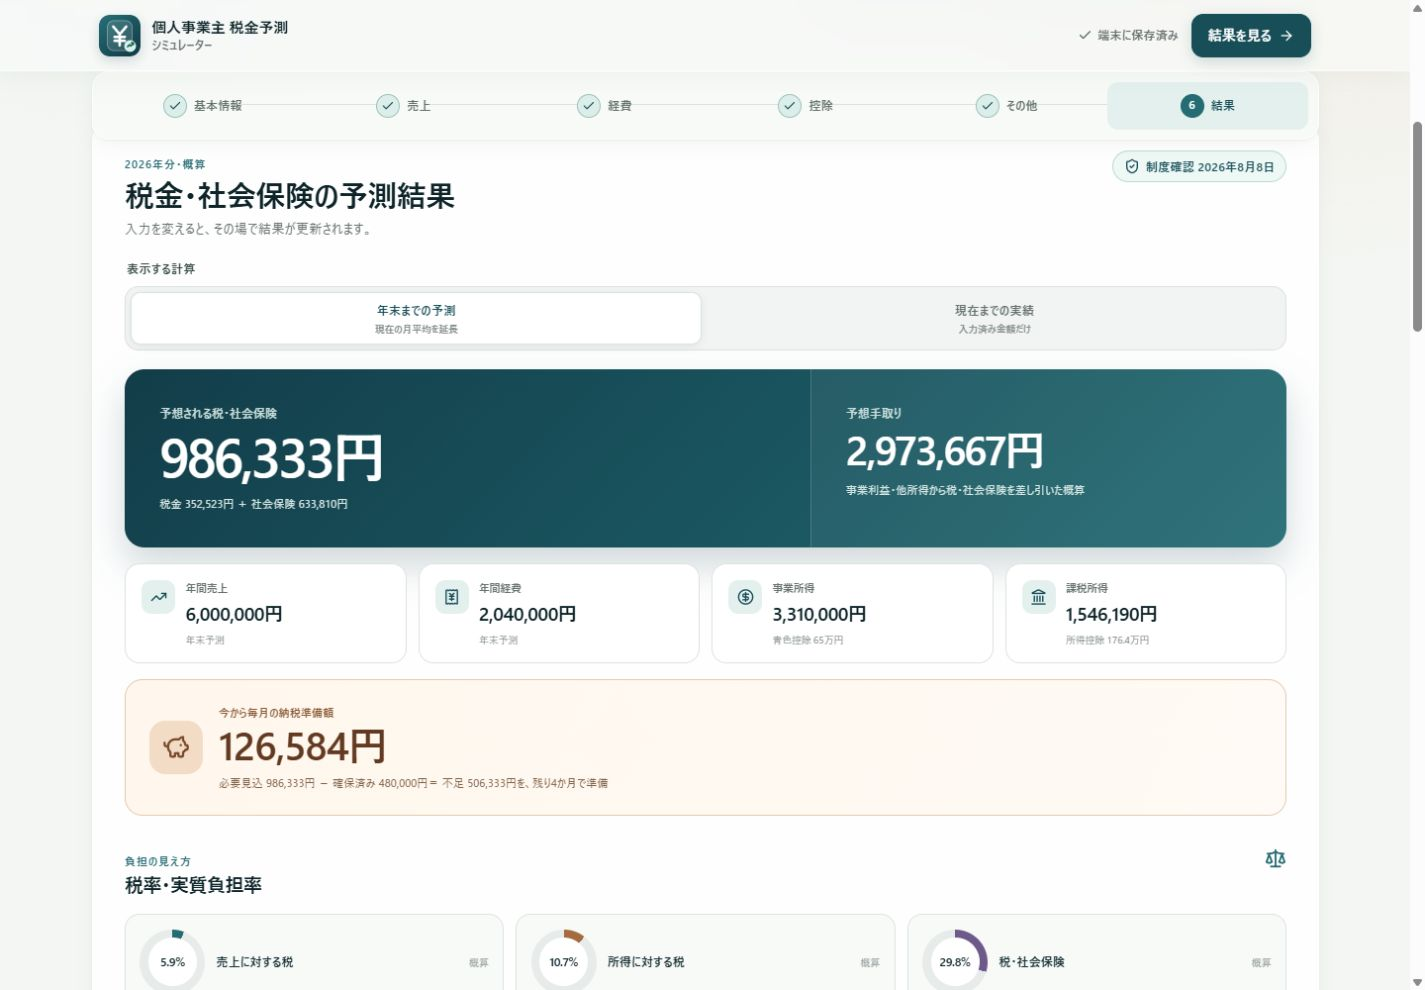 個人事業主 税金予測
シミュレーター
端末に保存済み
結果を見る →
基本情報
売上
経費
控除
その他
6 結果
2026年分・概算
制度確認 2026年8月8日
税金・社会保険の予測結果
入力を変えると、その場で結果が更新されます。
表示する計算
年末までの予測
現在の月平均を延長
現在までの実績
入力済み金額だけ
予想される税・社会保険
986,333円
税金 352,523円 ＋ 社会保険 633,810円
予想手取り
2,973,667円
事業利益・他所得から税・社会保険を差し引いた概算
年間売上
6,000,000円
年末予測
年間経費
2,040,000円
年末予測
事業所得
3,310,000円
青色控除 65万円
課税所得
1,546,190円
所得控除 176.4万円
今から毎月の納税準備額
126,584円
必要見込 986,333円 − 確保済み 480,000円 = 不足 506,333円を、残り4か月で準備
負担の見え方
税率・実質負担率
5.9%
売上に対する税
概算
10.7%
所得に対する税
概算
29.8%
税・社会保険
概算